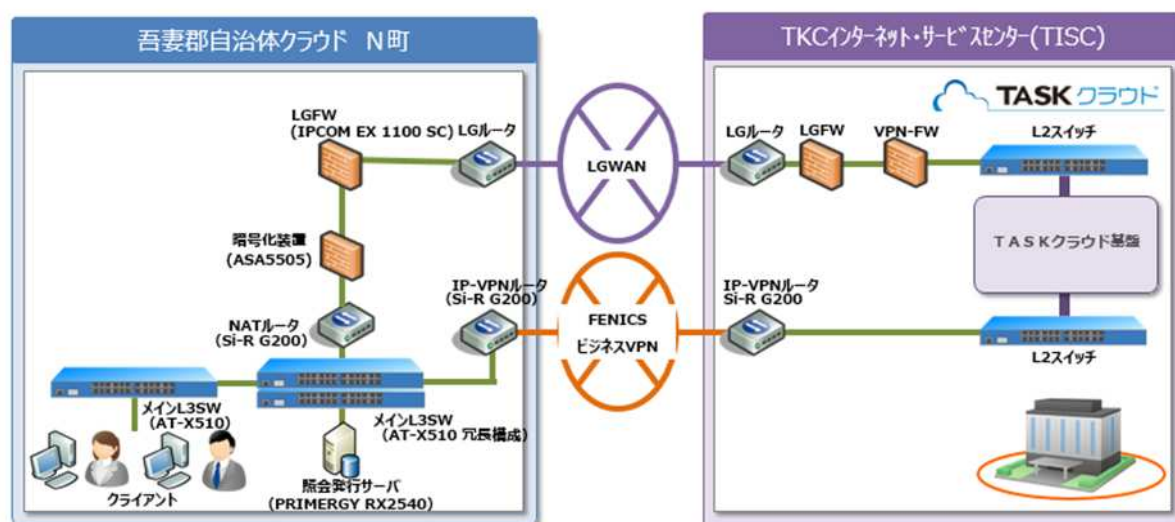 吾妻郡自治体クラウド N町
LGFW
(IPCOM EX 1100 SC)
LGルータ
暗号化装置
(ASA5505)
IP-VPNルータ
(Si-R G200)
NATルータ
(Si-R G200)
メインL3SW
(AT-X510)
メインL3SW
(AT-X510 冗長構成)
クライアント
照会発行サーバ
(PRIMERGY RX2540)
LGWAN
FENICS
ビジネスVPN
TKCインターネット・サービスセンター(TISC)
TASK クラウド
LGルータ
LGFW
VPN-FW
L2スイッチ
TASKクラウド基盤
IP-VPNルータ
Si-R G200
L2スイッチ